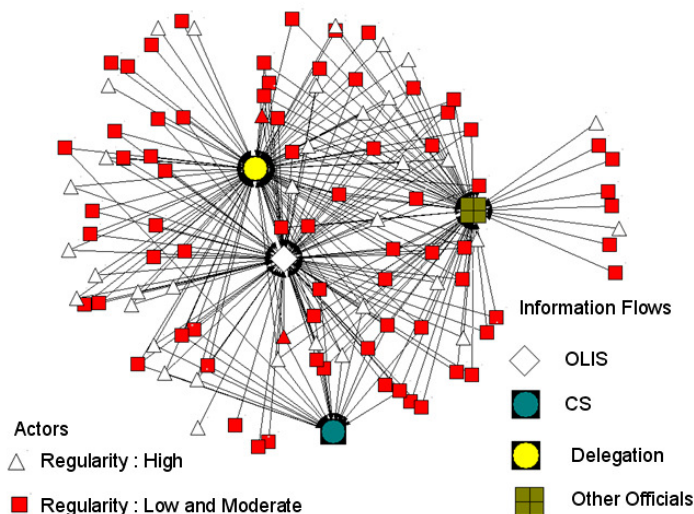 Information Flows
OLIS
CS
Delegation
Other Officials
Actors
Regularity : High
Regularity : Low and Moderate